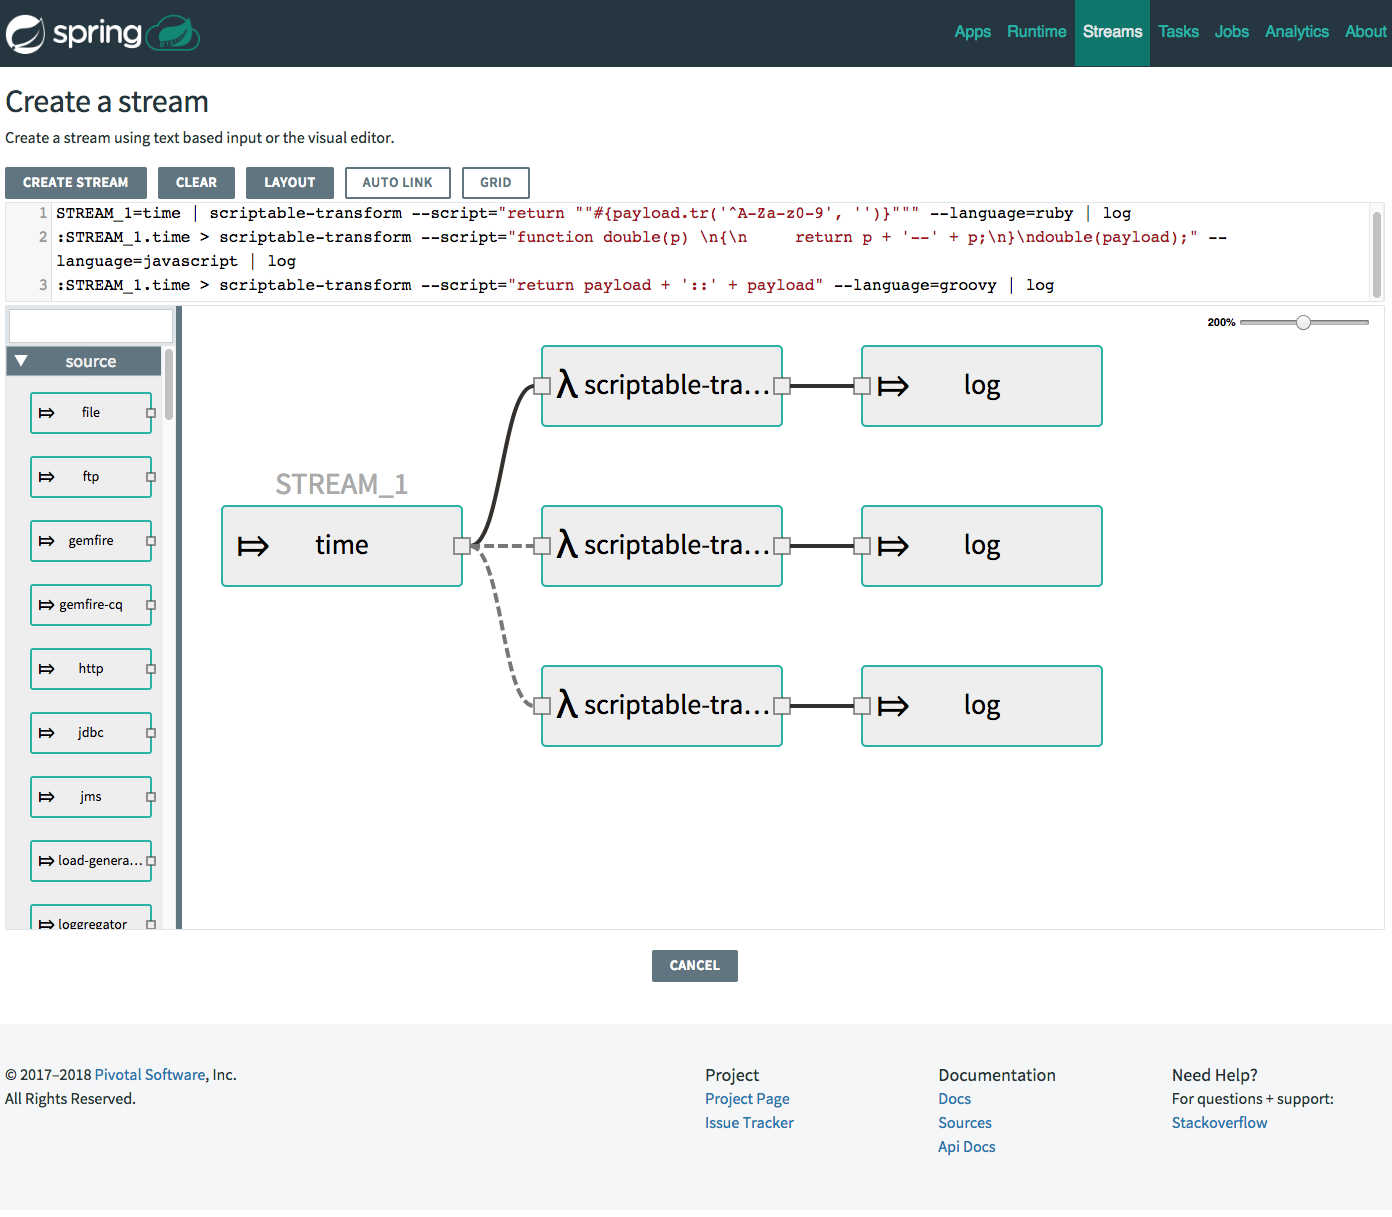 spring
Apps Runtime Streams Tasks Jobs Analytics About
Create a stream
Create a stream using text based input or the visual editor.
CREATE STREAM CLEAR LAYOUT AUTO LINK GRID
1 STREAM_1=time | scriptable-transform --script="return ""#{payload.tr('^A-Za-z0-9', '')}""" --language=ruby | log
2 :STREAM_1.time > scriptable-transform --script="function double(p) \n{\n     return p + '--' + p;\n}\ndouble(payload);" --
language=javascript | log
3 :STREAM_1.time > scriptable-transform --script="return payload + '::' + payload" --language=groovy | log
200%
source
file
ftp
gemfire
gemfire-cq
http
jdbc
jms
load-genera...
loggregator
λ scriptable-tra... log
STREAM_1
time λ scriptable-tra... log
λ scriptable-tra... log
CANCEL
© 2017–2018 Pivotal Software, Inc.
All Rights Reserved.
Project
Project Page
Issue Tracker
Documentation
Docs
Sources
Api Docs
Need Help?
For questions + support:
Stackoverflow